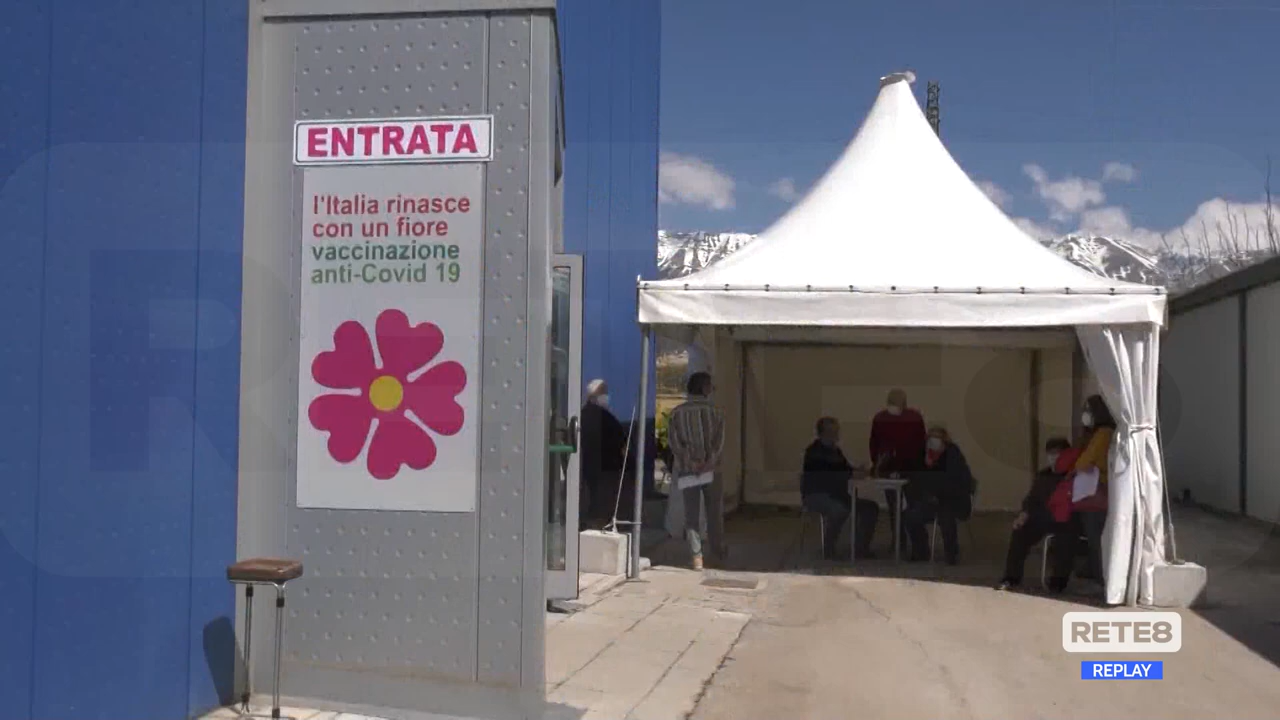 ENTRATA
l'Italia rinasce
con un fiore
vaccinazione
anti-Covid 19
RETE8
REPLAY